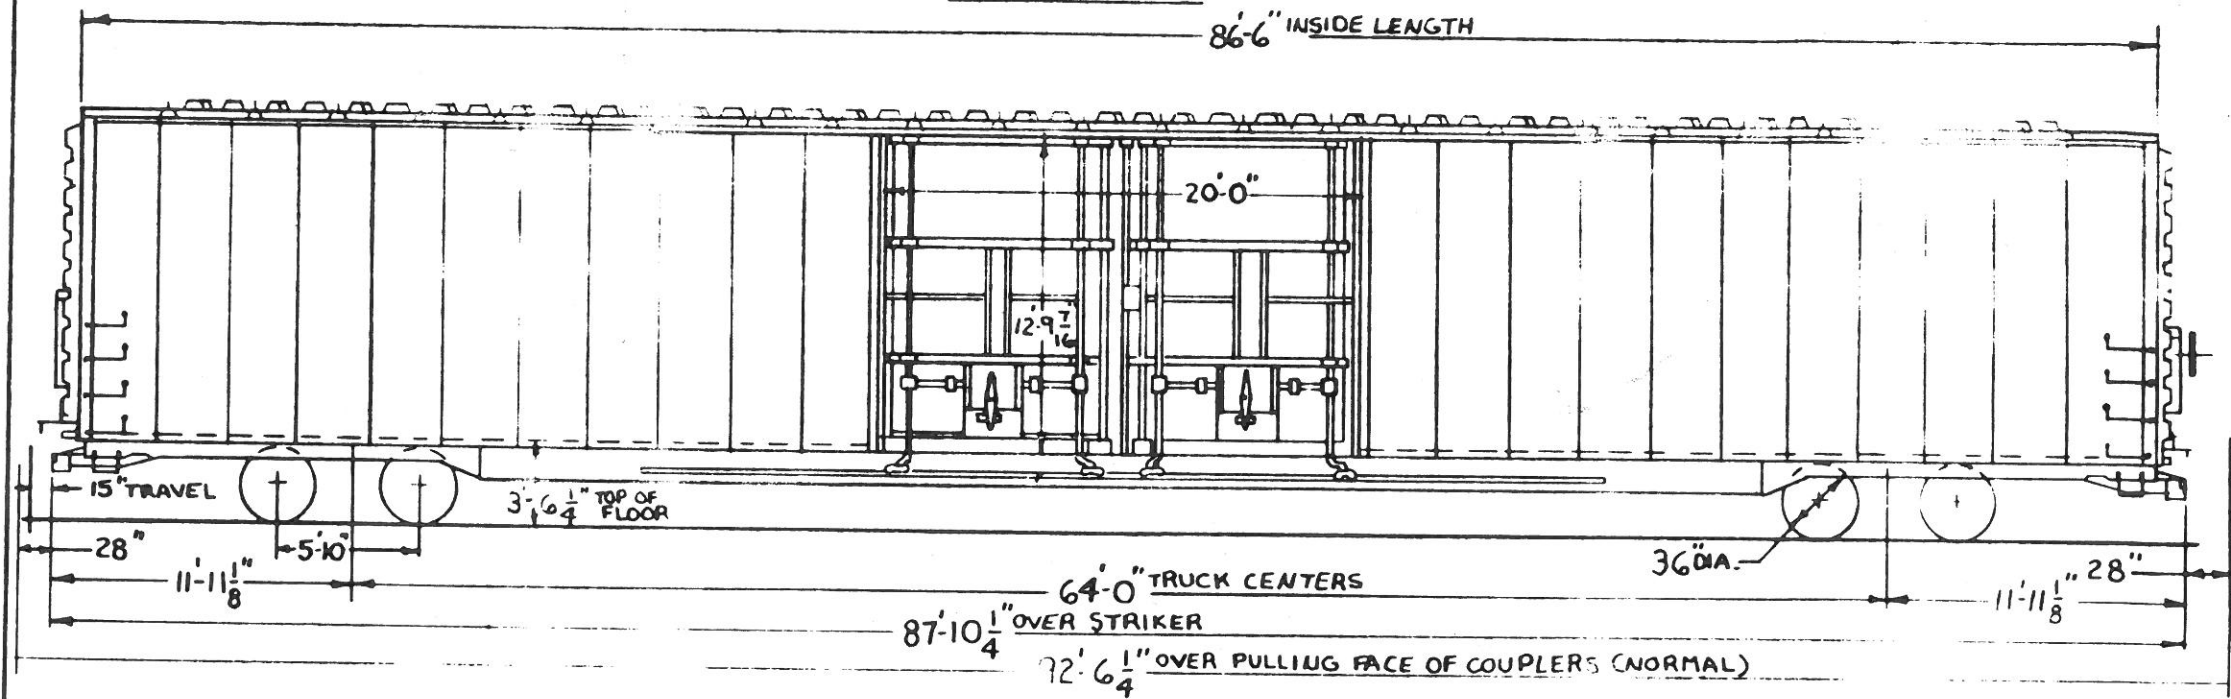 86'-6" INSIDE LENGTH
20'-0"
12'-9 7/16
15" TRAVEL
3'-6 1/4" TOP OF
FLOOR
28"
5'-10"
36" DIA.
28"
11'-11 1/8"
64'-0" TRUCK CENTERS
11'-11 1/8"
87'-10 1/4" OVER STRIKER
92'-6 1/4" OVER PULLING FACE OF COUPLERS (NORMAL)